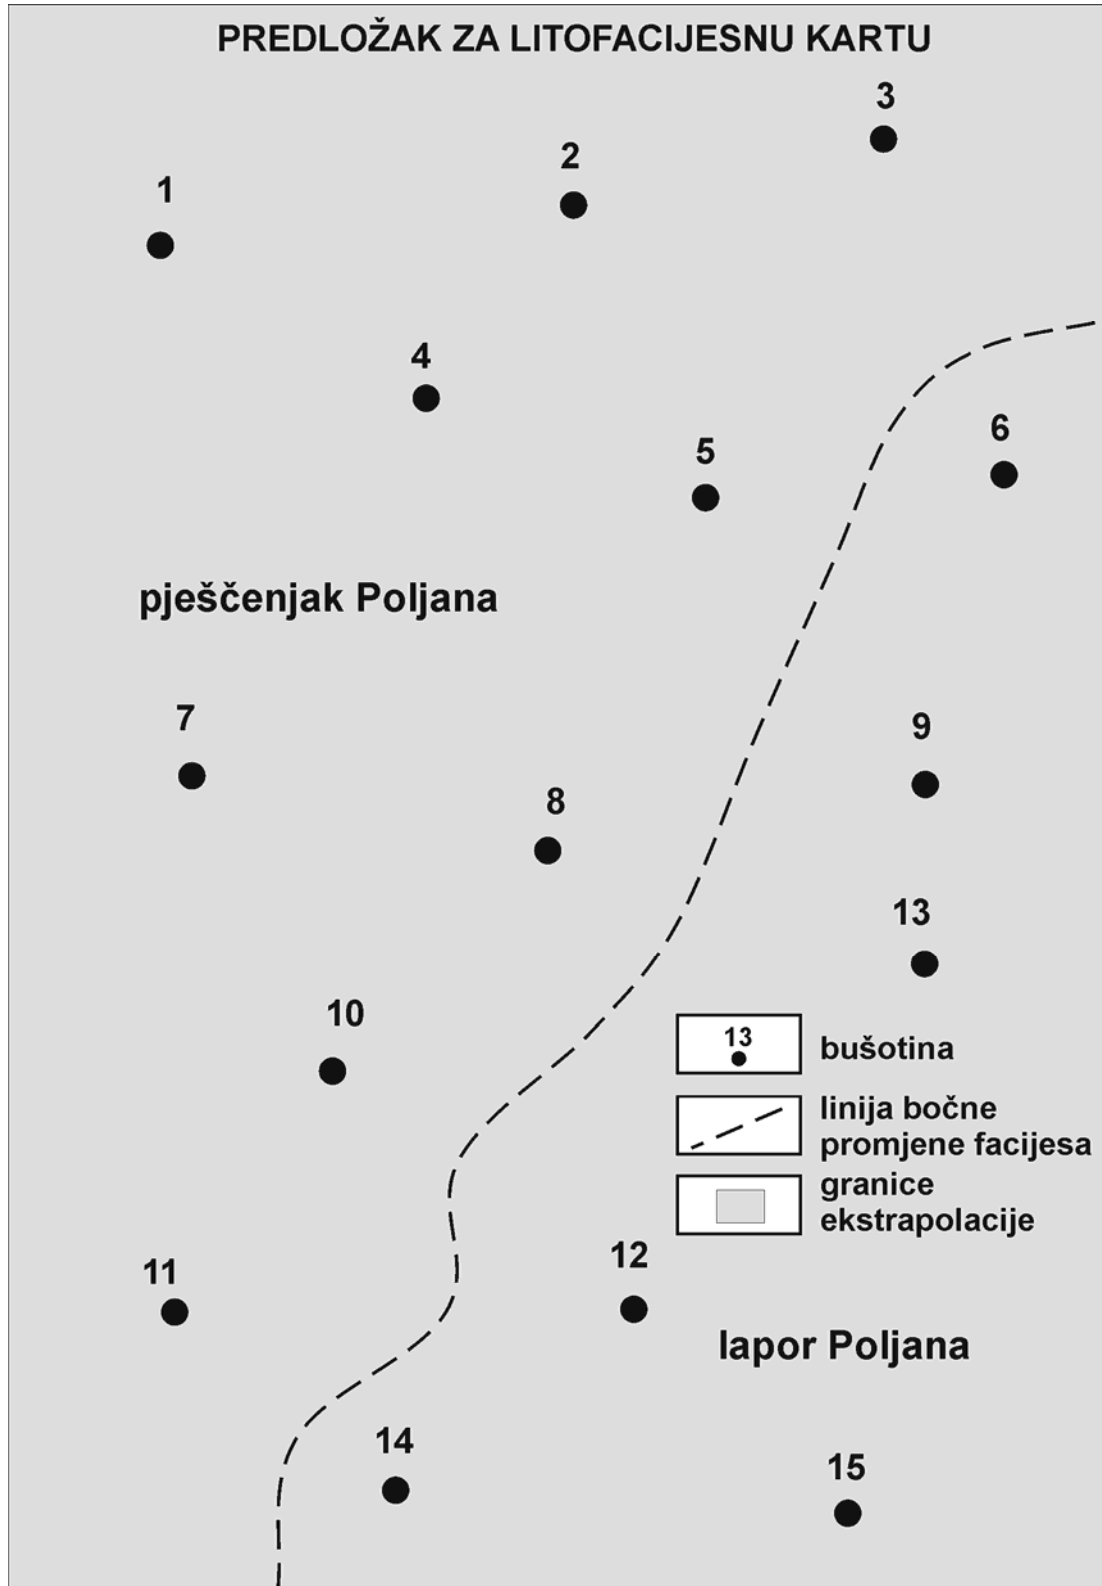 PREDLOŽAK ZA LITOFACIJESNU KARTU
3
2
1
4
6
5
pješčenjak Poljana
7
9
8
13
10
13
bušotina
linija bočne
promjene facijesa
granice
ekstrapolacije
12
11
lapor Poljana
14
15